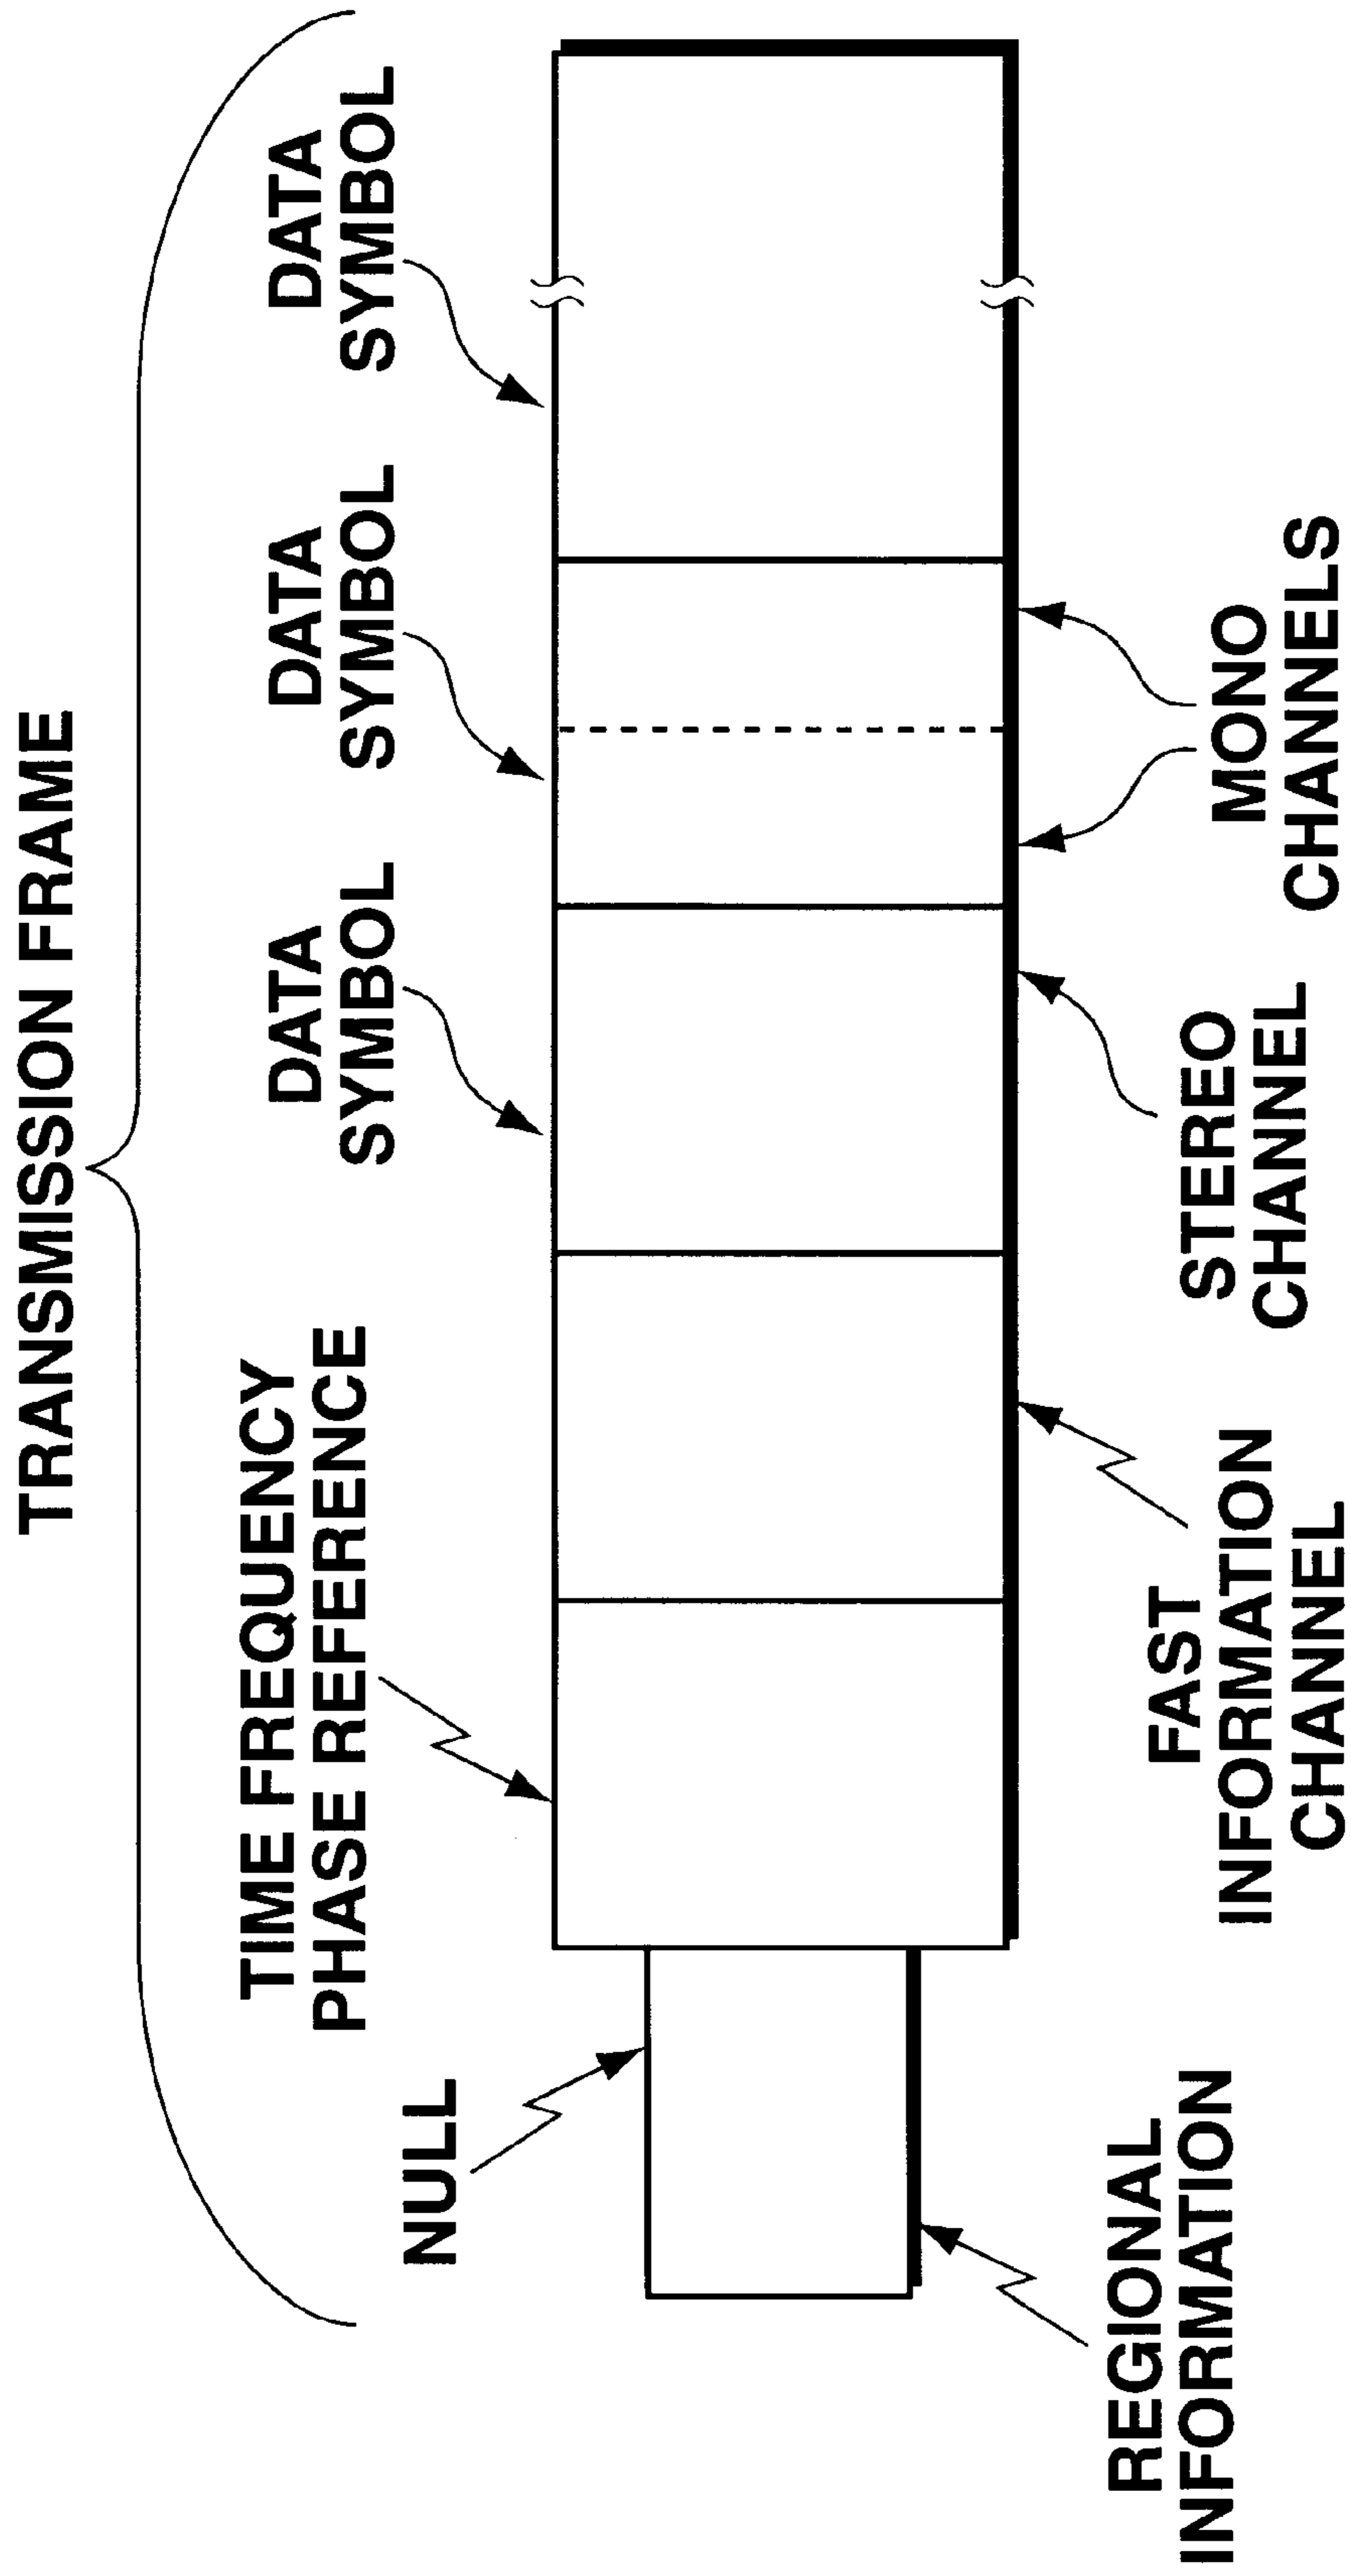 TRANSMISSION FRAME
NULL
TIME FREQUENCY
PHASE REFERENCE
DATA
SYMBOL
DATA
SYMBOL
DATA
SYMBOL
REGIONAL
INFORMATION
FAST
INFORMATION
CHANNEL
STEREO
CHANNEL
MONO
CHANNELS